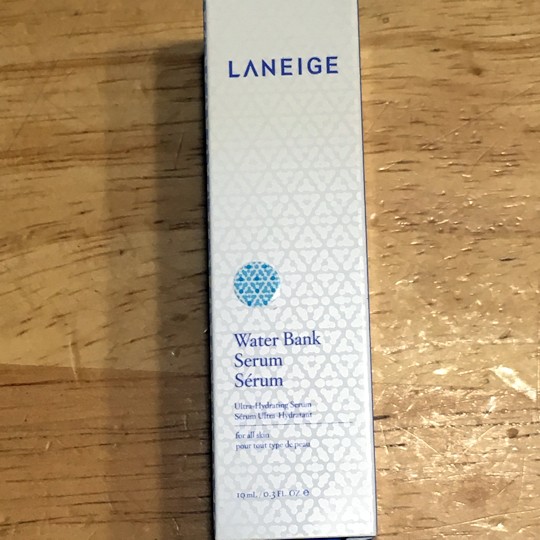 LANEIGE
Water Bank
Serum
Sérum
Ultra-Hydrating Serum
Sérum Ultra-Hydratant
for all skin
pour tout type de peau
10 mL / 0.3 FL. OZ. ℮